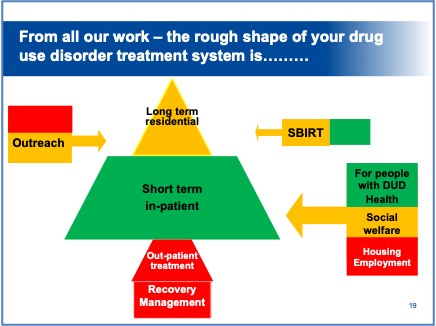 From all our work – the rough shape of your drug
use disorder treatment system is………
Long term
residential
Outreach
SBIRT
Short term
in-patient
For people
with DUD
Health
Social
welfare
Housing
Employment
Out-patient
treatment
Recovery
Management
19